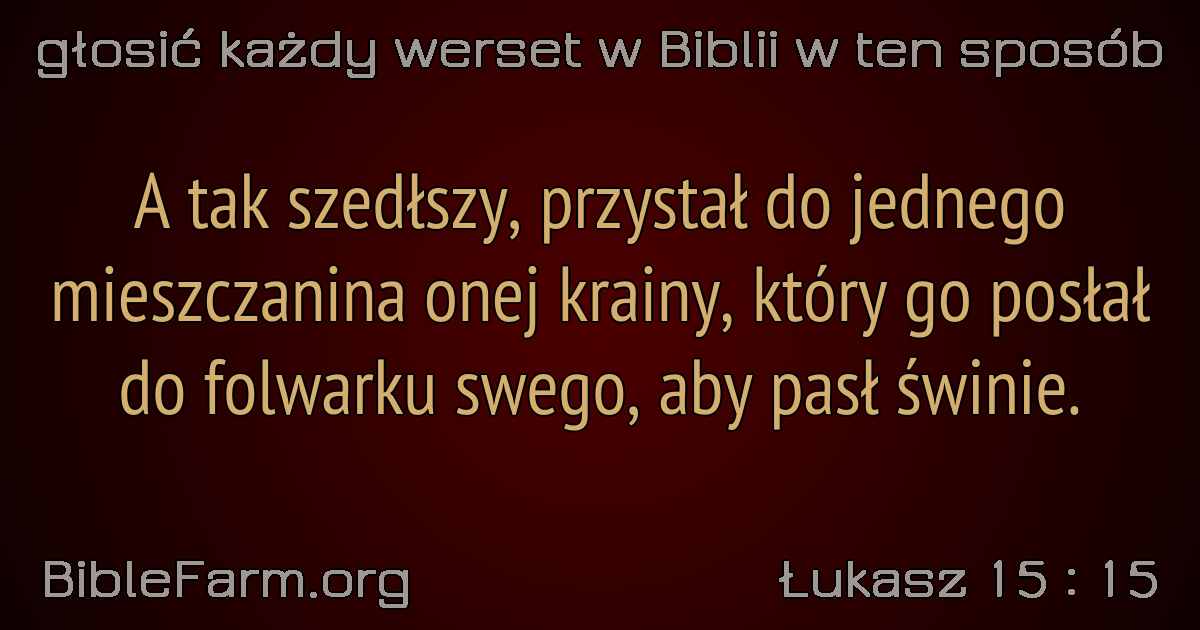 głosić każdy werset w Biblii w ten sposób
A tak szedłszy, przystał do jednego
mieszczanina onej krainy, który go posłał
do folwarku swego, aby pasł świnie.
BibleFarm.org
Łukasz 15 : 15